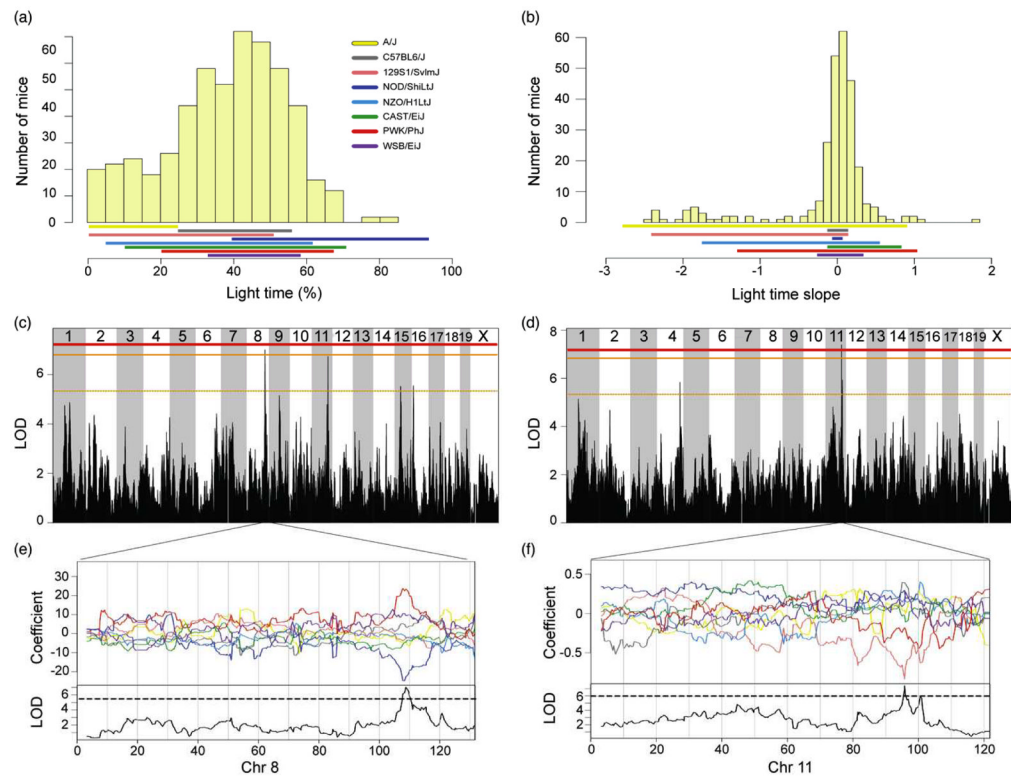 (a)
Number of mice
60
50
40
30
20
10
0
A/J
C57BL6/J
129S1/SvImJ
NOD/ShiLtJ
NZO/H1LtJ
CAST/EiJ
PWK/PhJ
WSB/EiJ
0 20 40 60 80 100
Light time (%)
(b)
Number of mice
60
50
40
30
20
10
0
-3 -2 -1 0 1 2
Light time slope
(c)
1 2 3 4 5 6 7 8 9 10 11 12 13 14 15 16 17 18 19 X
LOD
6
4
2
0
(d)
8
1 2 3 4 5 6 7 8 9 10 11 12 13 14 15 16 17 18 19 X
LOD
6
4
2
0
(e)
Coefficient
30
20
10
0
-10
-20
LOD
6
4
2
0 20 40 60 80 100 120
Chr 8
(f)
Coefficient
0.5
0
-0.5
LOD
8
6
4
2
0 20 40 60 80 100 120
Chr 11